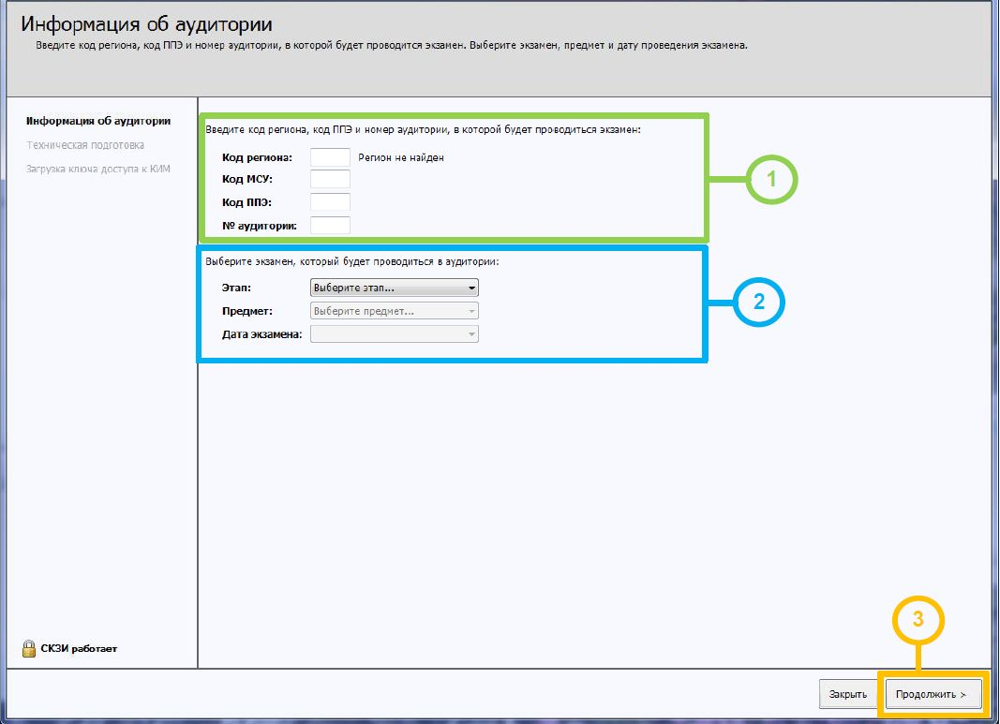 Информация об аудитории
Введите код региона, код ППЭ и номер аудитории, в которой будет проводится экзамен. Выберите экзамен, предмет и дату проведения экзамена.
Информация об аудитории
Техническая подготовка
Загрузка ключа доступа к КИМ
Введите код региона, код ППЭ и номер аудитории, в которой будет проводиться экзамен:
Код региона: Регион не найден
Код МСУ:
Код ППЭ:
№ аудитории:
1
Выберите экзамен, который будет проводиться в аудитории:
Этап: Выберите этап...
Предмет: Выберите предмет...
Дата экзамена:
2
3
СКЗИ работает
Закрыть
Продолжить >